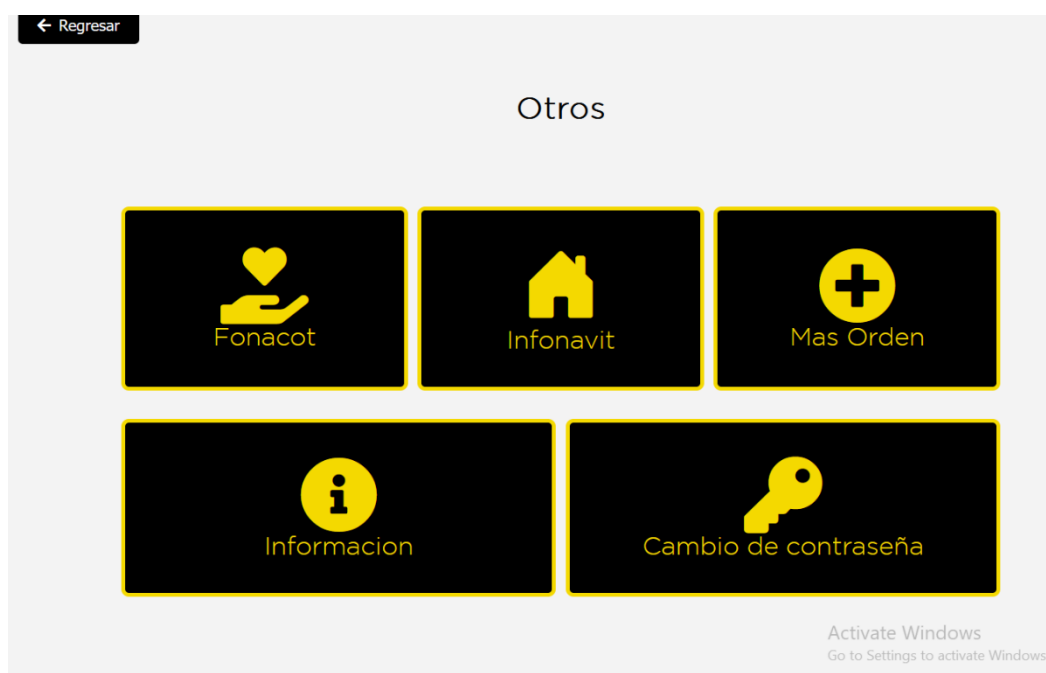 ← Regresar
Otros
Fonacot
Infonavit
Mas Orden
Informacion
Cambio de contraseña
Activate Windows
Go to Settings to activate Windows